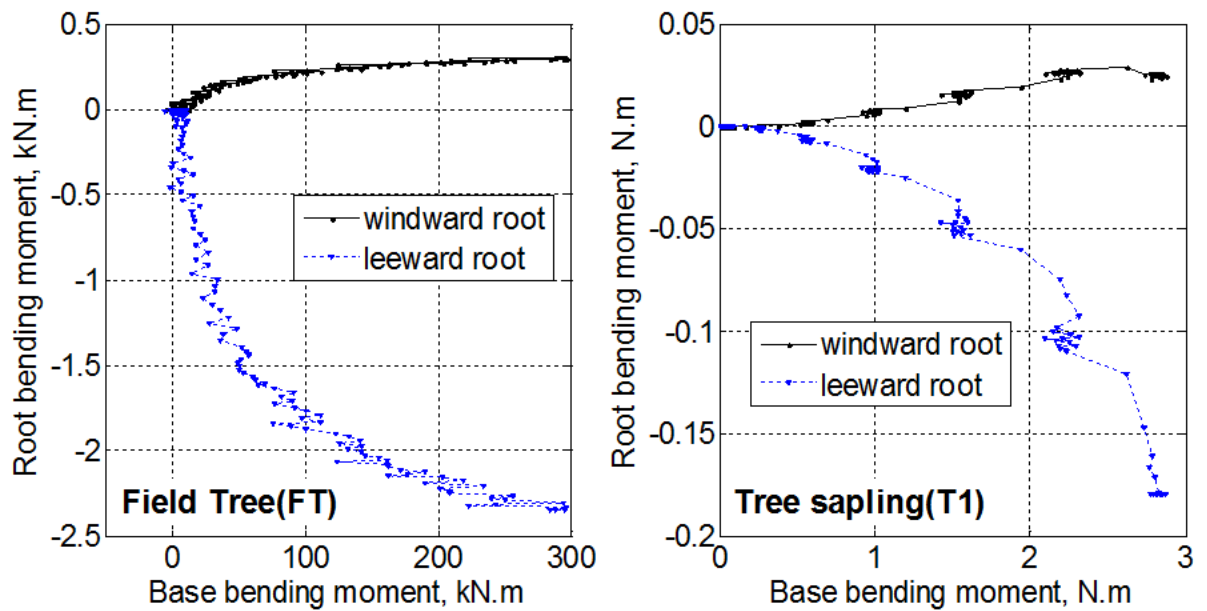 0.5
0
-0.5
-1
-1.5
-2
-2.5
Root bending moment, kN.m
windward root
leeward root
Field Tree(FT)
0
100
200
300
Base bending moment, kN.m
0.05
0
-0.05
-0.1
-0.15
-0.2
Root bending moment, N.m
windward root
leeward root
Tree sapling(T1)
0
1
2
3
Base bending moment, N.m